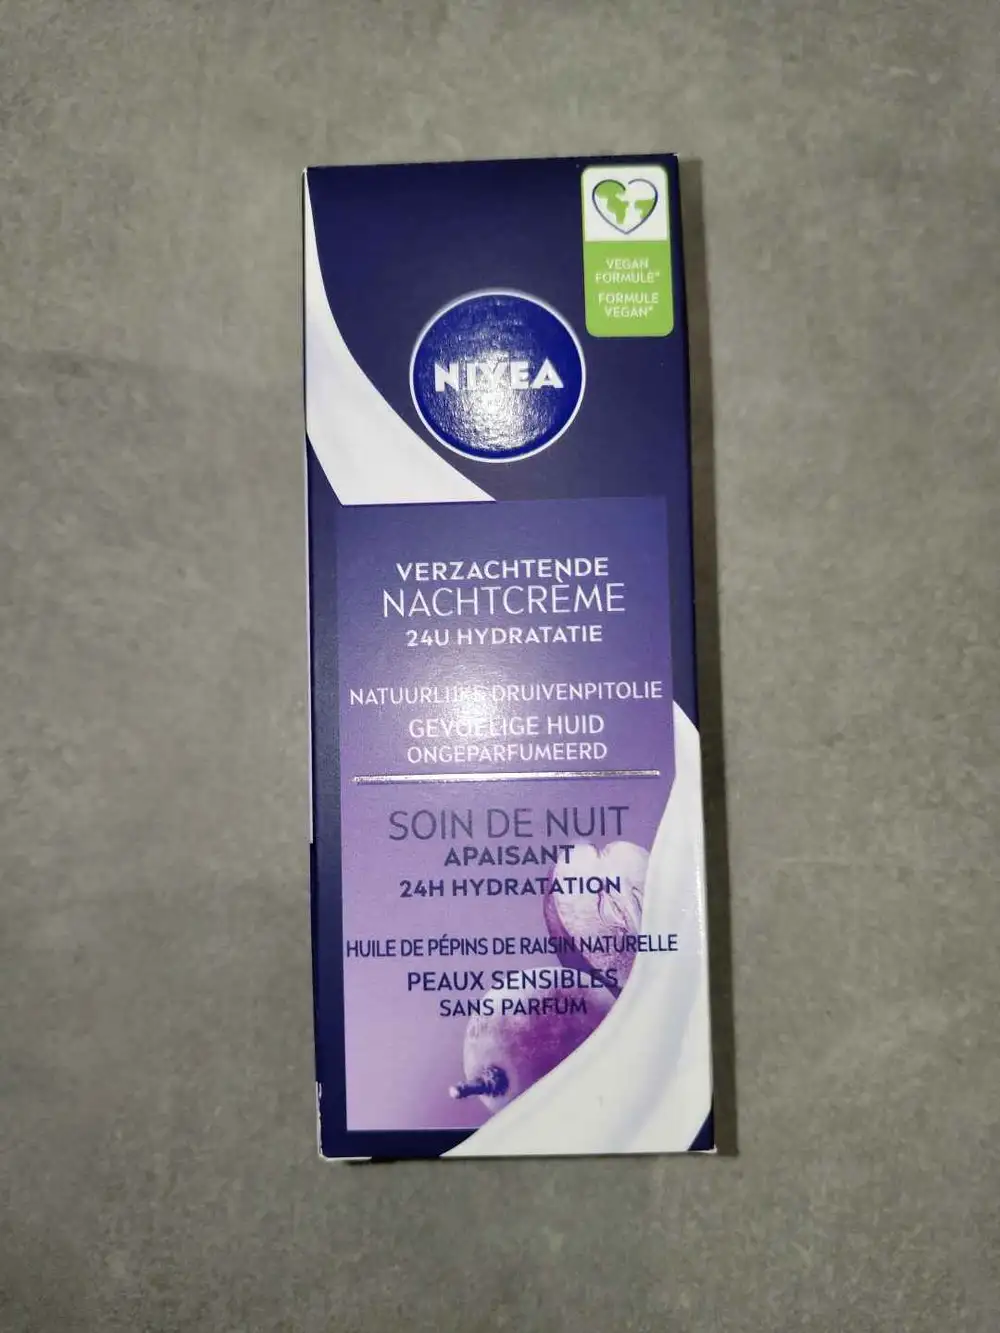 VEGAN
FORMULE*
FORMULE
VEGAN*
NIVEA
VERZACHTENDE
NACHTCRÈME
24U HYDRATATIE
NATUURLIJKE DRUIVENPITOLIE
GEVOELIGE HUID
ONGEPARFUMEERD
SOIN DE NUIT
APAISANT
24H HYDRATATION
HUILE DE PÉPINS DE RAISIN NATURELLE
PEAUX SENSIBLES
SANS PARFUM